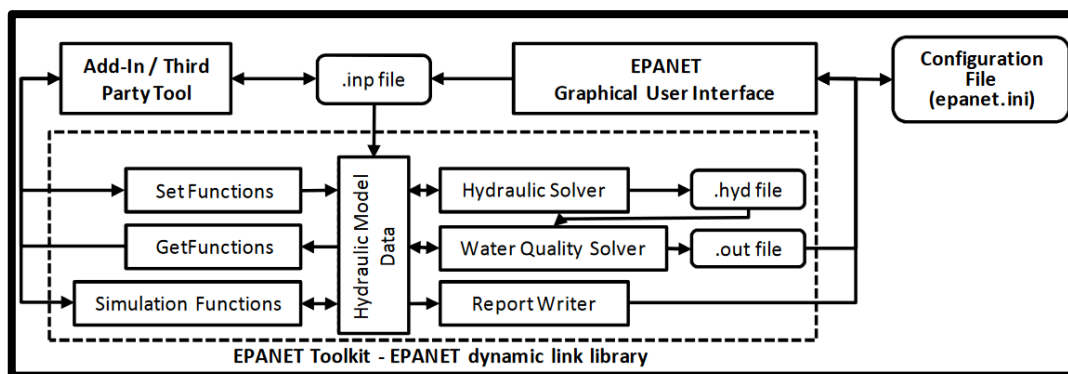 Add-In / Third
Party Tool
.inp file
EPANET
Graphical User Interface
Configuration
File
(epanet.ini)
Set Functions
GetFunctions
Simulation Functions
Hydraulic Model
Data
Hydraulic Solver
.hyd file
Water Quality Solver
.out file
Report Writer
EPANET Toolkit - EPANET dynamic link library